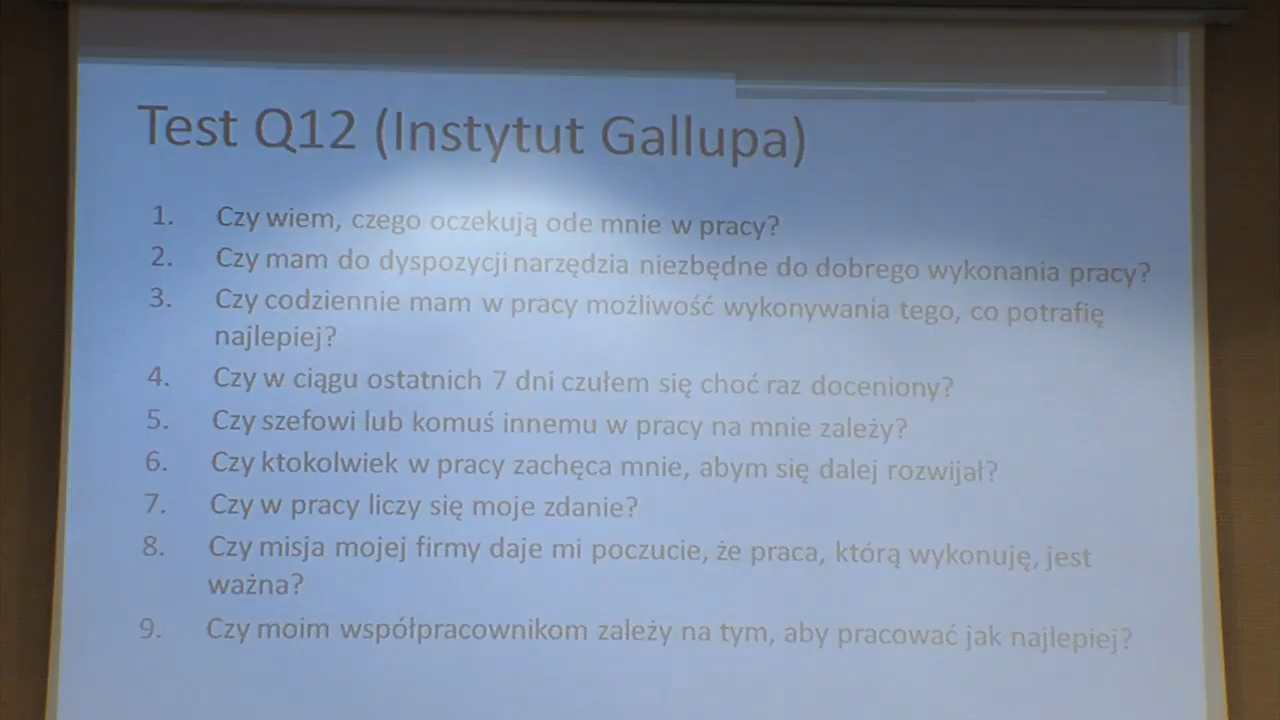 Test Q12 (Instytut Gallupa)
1. Czy wiem, czego oczekują ode mnie w pracy?
2. Czy mam do dyspozycji narzędzia niezbędne do dobrego wykonania pracy?
3. Czy codziennie mam w pracy możliwość wykonywania tego, co potrafię
najlepiej?
4. Czy w ciągu ostatnich 7 dni czułem się choć raz doceniony?
5. Czy szefowi lub komuś innemu w pracy na mnie zależy?
6. Czy ktokolwiek w pracy zachęca mnie, abym się dalej rozwijał?
7. Czy w pracy liczy się moje zdanie?
8. Czy misja mojej firmy daje mi poczucie, że praca, którą wykonuję, jest
ważna?
9. Czy moim współpracownikom zależy na tym, aby pracować jak najlepiej?